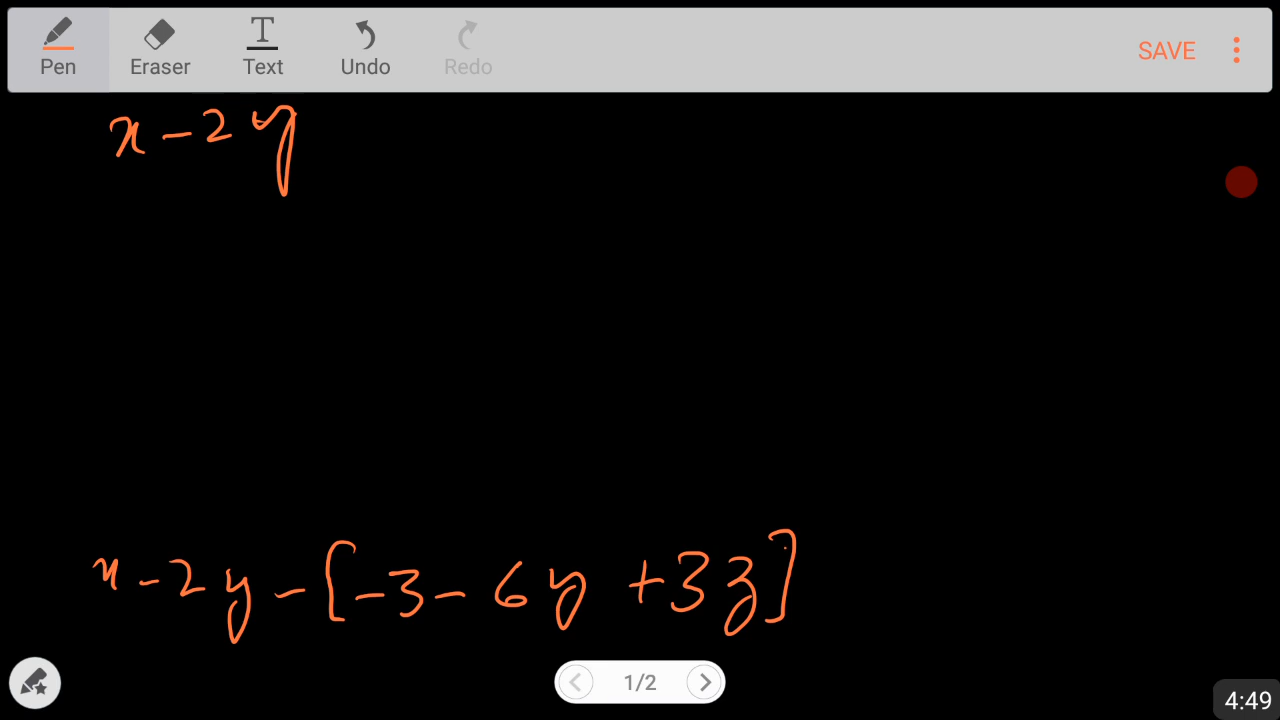 Pen Eraser Text Undo Redo SAVE
x - 2y
x - 2y - [-3 - 6y + 3z]
1/2
4:49